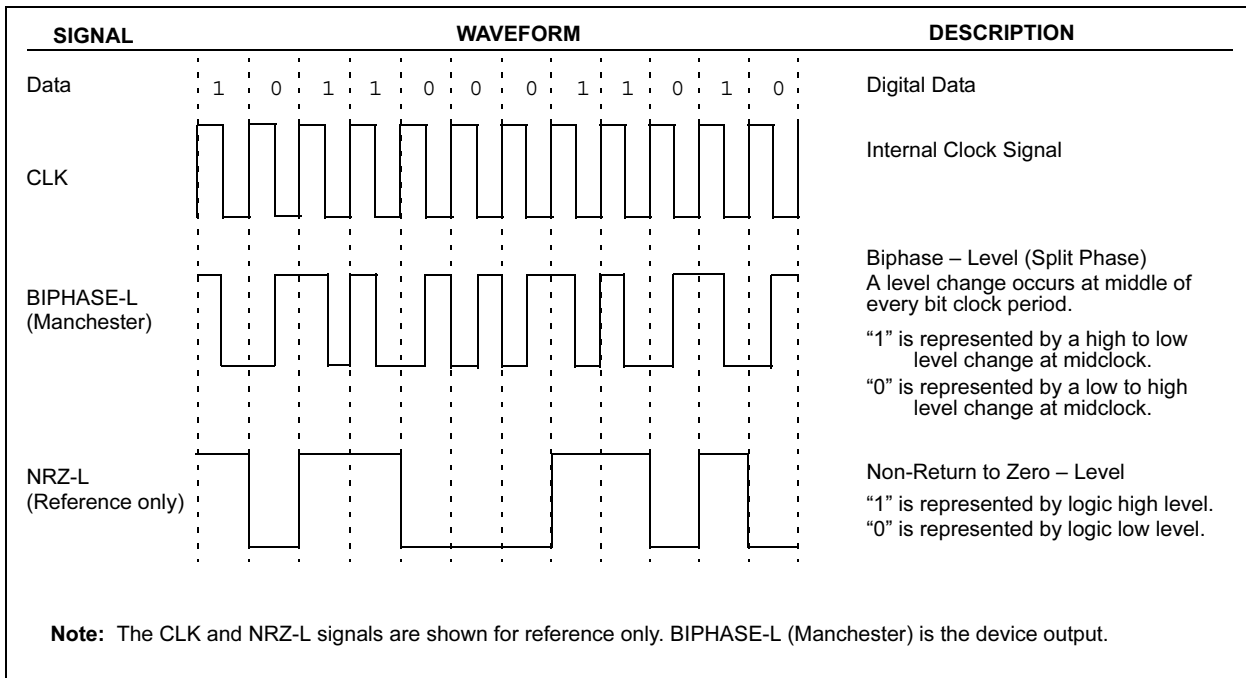 SIGNAL WAVEFORM DESCRIPTION
Data 1 0 1 1 0 0 0 1 1 0 1 0 Digital Data
CLK
Internal Clock Signal
BIPHASE-L
(Manchester)
Biphase – Level (Split Phase)
A level change occurs at middle of
every bit clock period.
“1” is represented by a high to low
level change at midclock.
“0” is represented by a low to high
level change at midclock.
NRZ-L
(Reference only)
Non-Return to Zero – Level
“1” is represented by logic high level.
“0” is represented by logic low level.
Note: The CLK and NRZ-L signals are shown for reference only. BIPHASE-L (Manchester) is the device output.